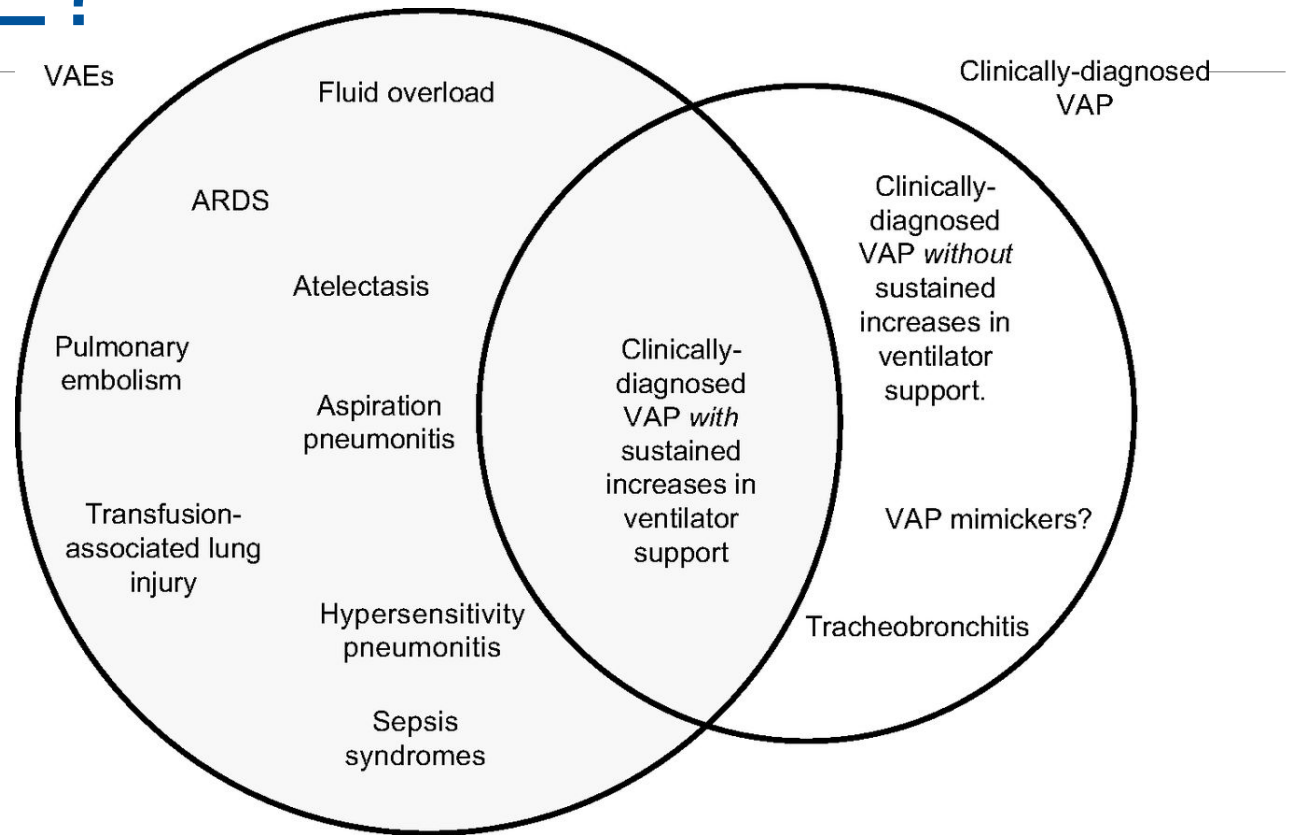 ?
VAEs
Fluid overload
ARDS
Atelectasis
Pulmonary
embolism
Aspiration
pneumonitis
Transfusion-
associated lung
injury
Hypersensitivity
pneumonitis
Sepsis
syndromes
Clinically-
diagnosed
VAP with
sustained
increases in
ventilator
support
Clinically-diagnosed
VAP
Clinically-
diagnosed
VAP without
sustained
increases in
ventilator
support.
VAP mimickers?
Tracheobronchitis